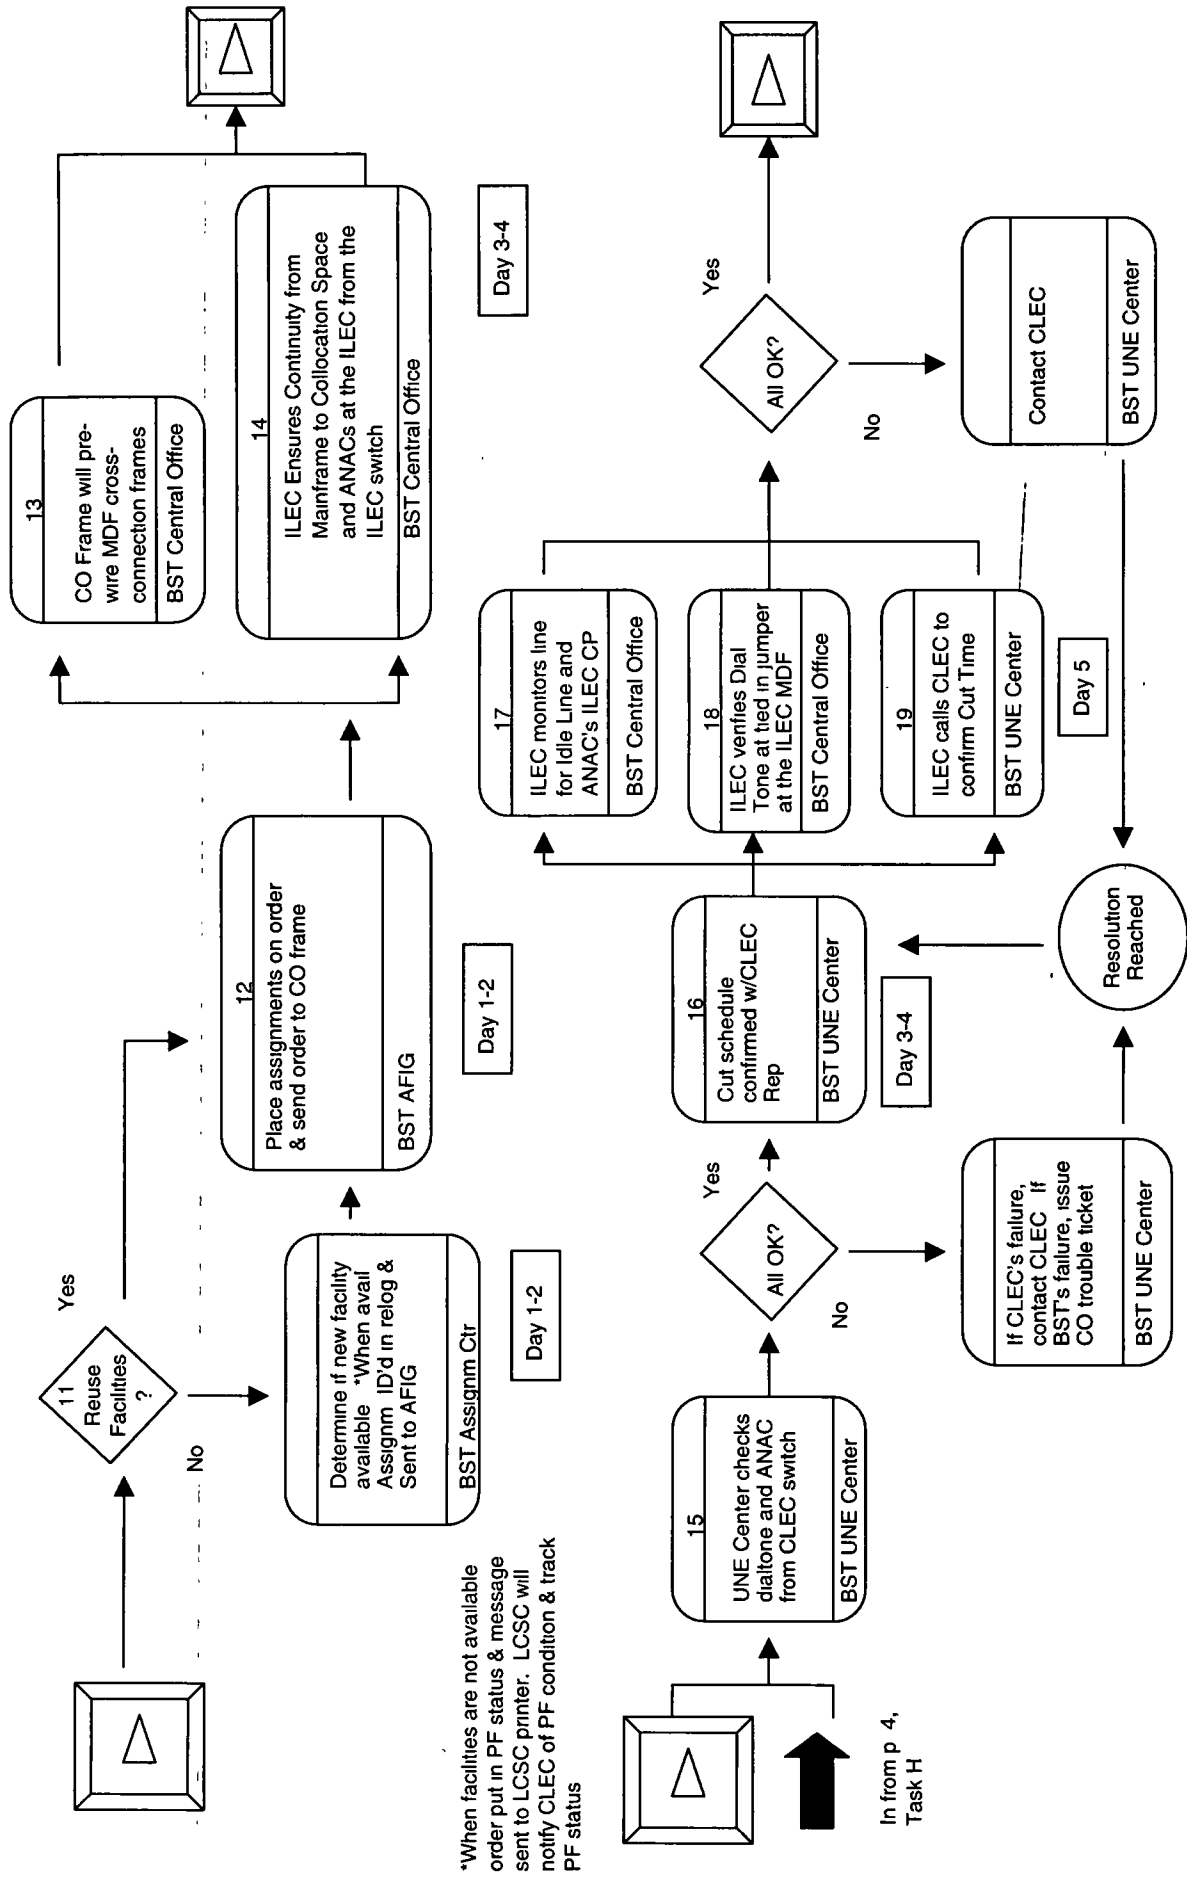 11
Reuse
Facilities
?
Yes
No
Determine if new facility
available *When avail
Assignm ID'd in relog &
Sent to AFIG
BST Assignm Ctr
Day 1-2
12
Place assignments on order
& send order to CO frame
BST AFIG
Day 1-2
13
CO Frame will pre-
wire MDF cross-
connection frames
BST Central Office
14
ILEC Ensures Continuity from
Mainframe to Collocation Space
and ANACs at the ILEC from the
ILEC switch
BST Central Office
Day 3-4
*When facilities are not available
order put in PF status & message
sent to LCSC printer. LCSC will
notify CLEC of PF condition & track
PF status
In from p 4,
Task H
15
UNE Center checks
dialtone and ANAC
from CLEC switch
BST UNE Center
All OK?
Yes
No
If CLEC's failure,
contact CLEC If
BST's failure, issue
CO trouble ticket
BST UNE Center
16
Cut schedule
confirmed w/CLEC
Rep
BST UNE Center
Day 3-4
Resolution
Reached
17
ILEC monitors line
for Idle Line and
ANAC's ILEC CP
BST Central Office
18
ILEC verifies Dial
Tone at tied in jumper
at the ILEC MDF
BST Central Office
19
ILEC calls CLEC to
confirm Cut Time
BST UNE Center
Day 5
All OK?
Yes
No
Contact CLEC
BST UNE Center